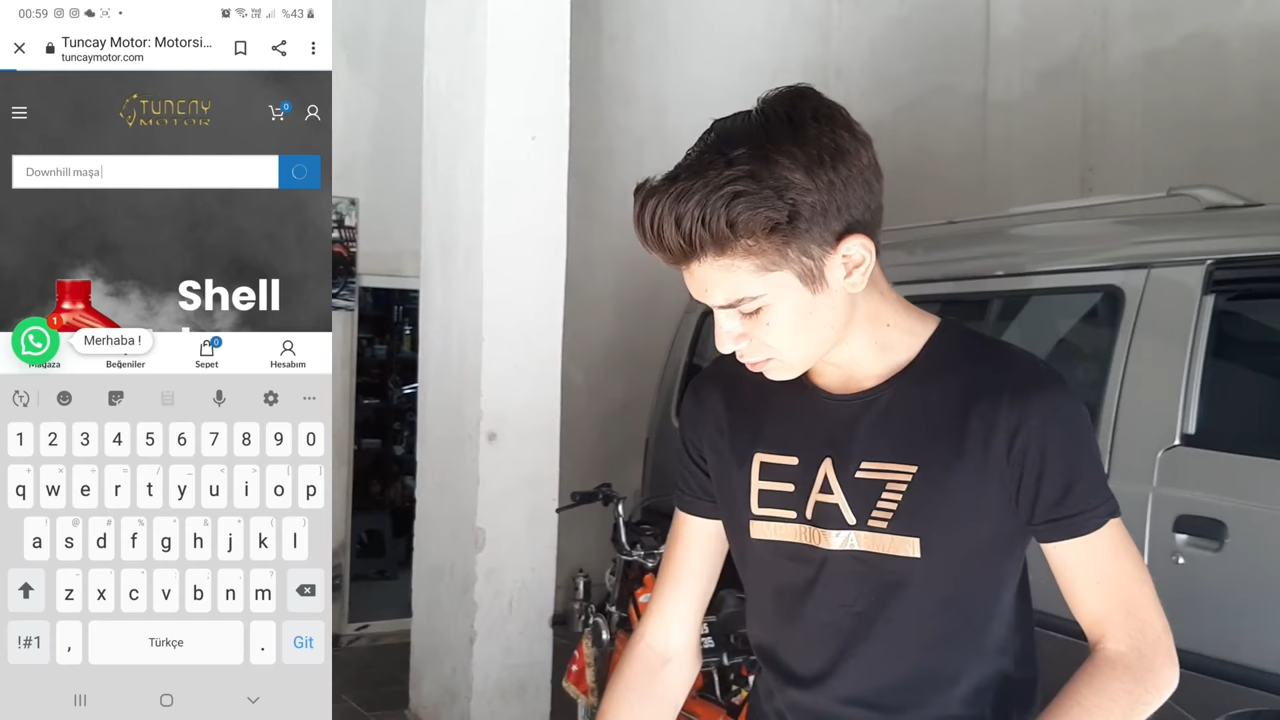 00:59
%43
Tuncay Motor: Motorsi...
tuncaymotor.com
0
TUNCAY
MOTOR
Downhill maşa
Shell
1
Merhaba !
0
Mağaza
Beğeniler
Sepet
Hesabım
1 2 3 4 5 6 7 8 9 0
q w e r t y u i o p
a s d f g h j k l
z x c v b n m
!#1 , Türkçe . Git
EA7